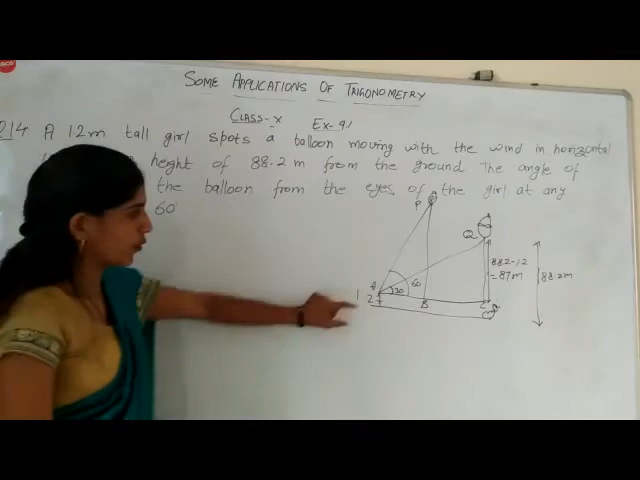 SOME APPLICATIONS OF TRIGONOMETRY
CLASS-X EX-9.1
Q14 A 1.2m tall girl spots a balloon moving with the wind in horizontal
height of 88.2 m from the ground The angle of
the balloon from the eyes of the girl at any
60
P
Q
88.2-1.2
=87m
88.2m
A
60
30
1.2
B
C